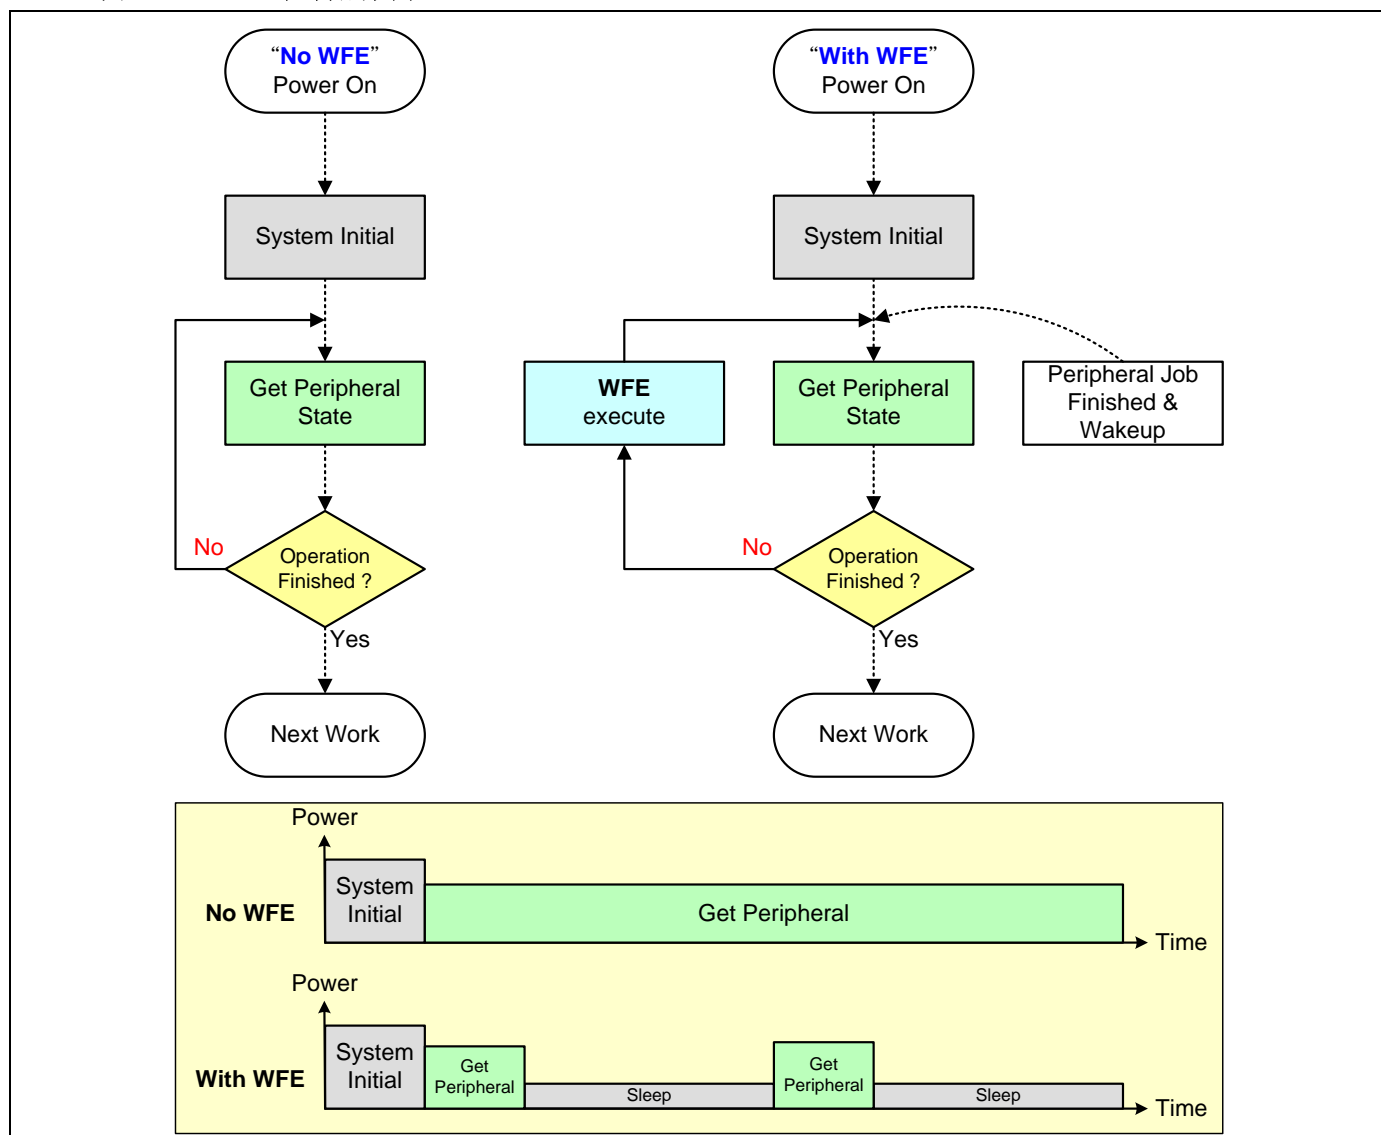 “No WFE”
Power On
System Initial
Get Peripheral
State
No
Operation
Finished ?
Yes
Next Work
“With WFE”
Power On
System Initial
WFE
execute
Get Peripheral
State
Peripheral Job
Finished &
Wakeup
No
Operation
Finished ?
Yes
Next Work
Power
No WFE
System
Initial
Get Peripheral
Time
Power
With WFE
System
Initial
Get
Peripheral
Sleep
Get
Peripheral
Sleep
Time